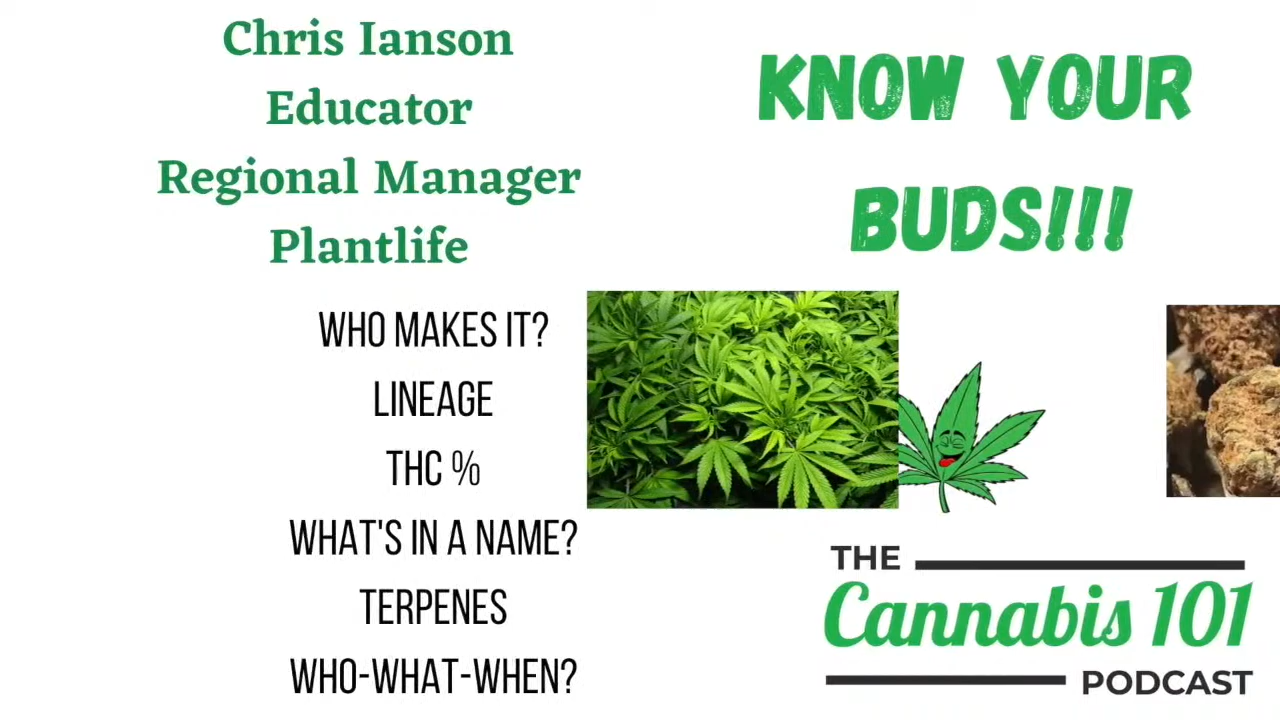 Chris Ianson
Educator
Regional Manager
Plantlife
WHO MAKES IT?
LINEAGE
THC %
WHAT'S IN A NAME?
TERPENES
WHO-WHAT-WHEN?
KNOW YOUR
BUDS!!!
THE
Cannabis 101
PODCAST